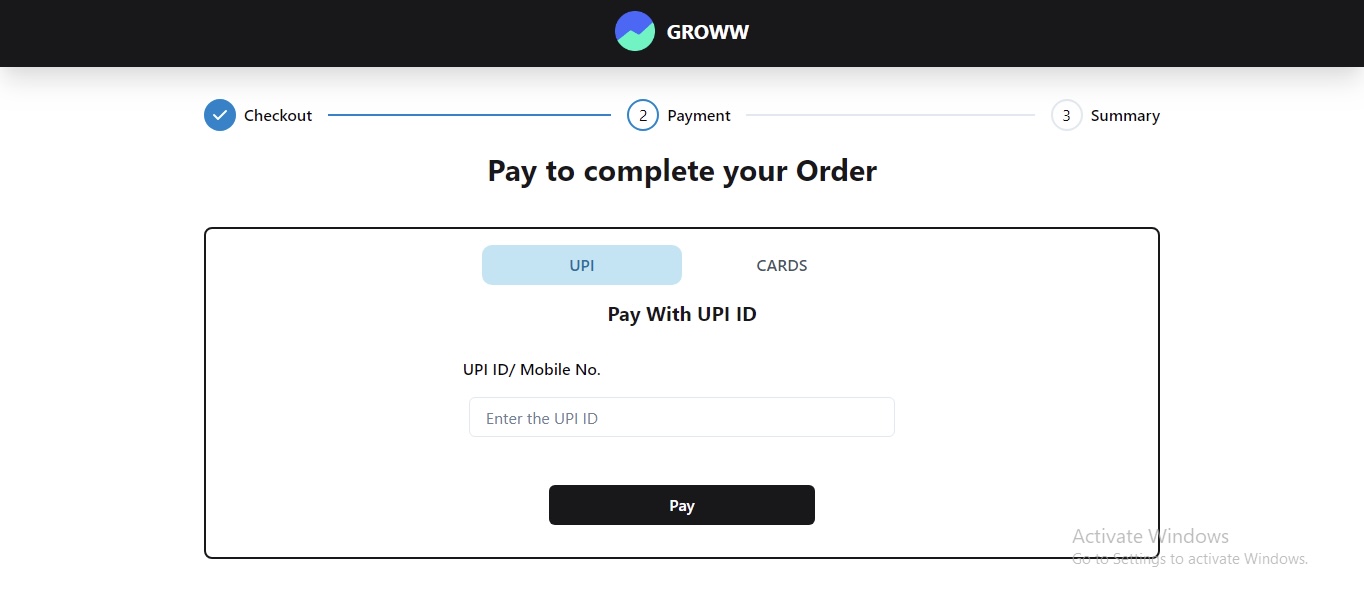 GROWW
Checkout
2 Payment
3 Summary
Pay to complete your Order
UPI
CARDS
Pay With UPI ID
UPI ID/ Mobile No.
Enter the UPI ID
Pay
Activate Windows
Go to Settings to activate Windows.